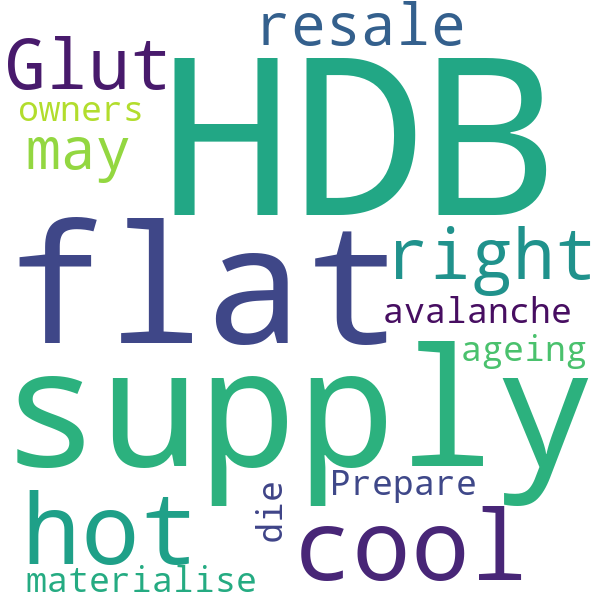 resale
Glut
HDB
owners
may
flat
right
avalanche
ageing
supply
Prepare
die
hot
cool
materialise